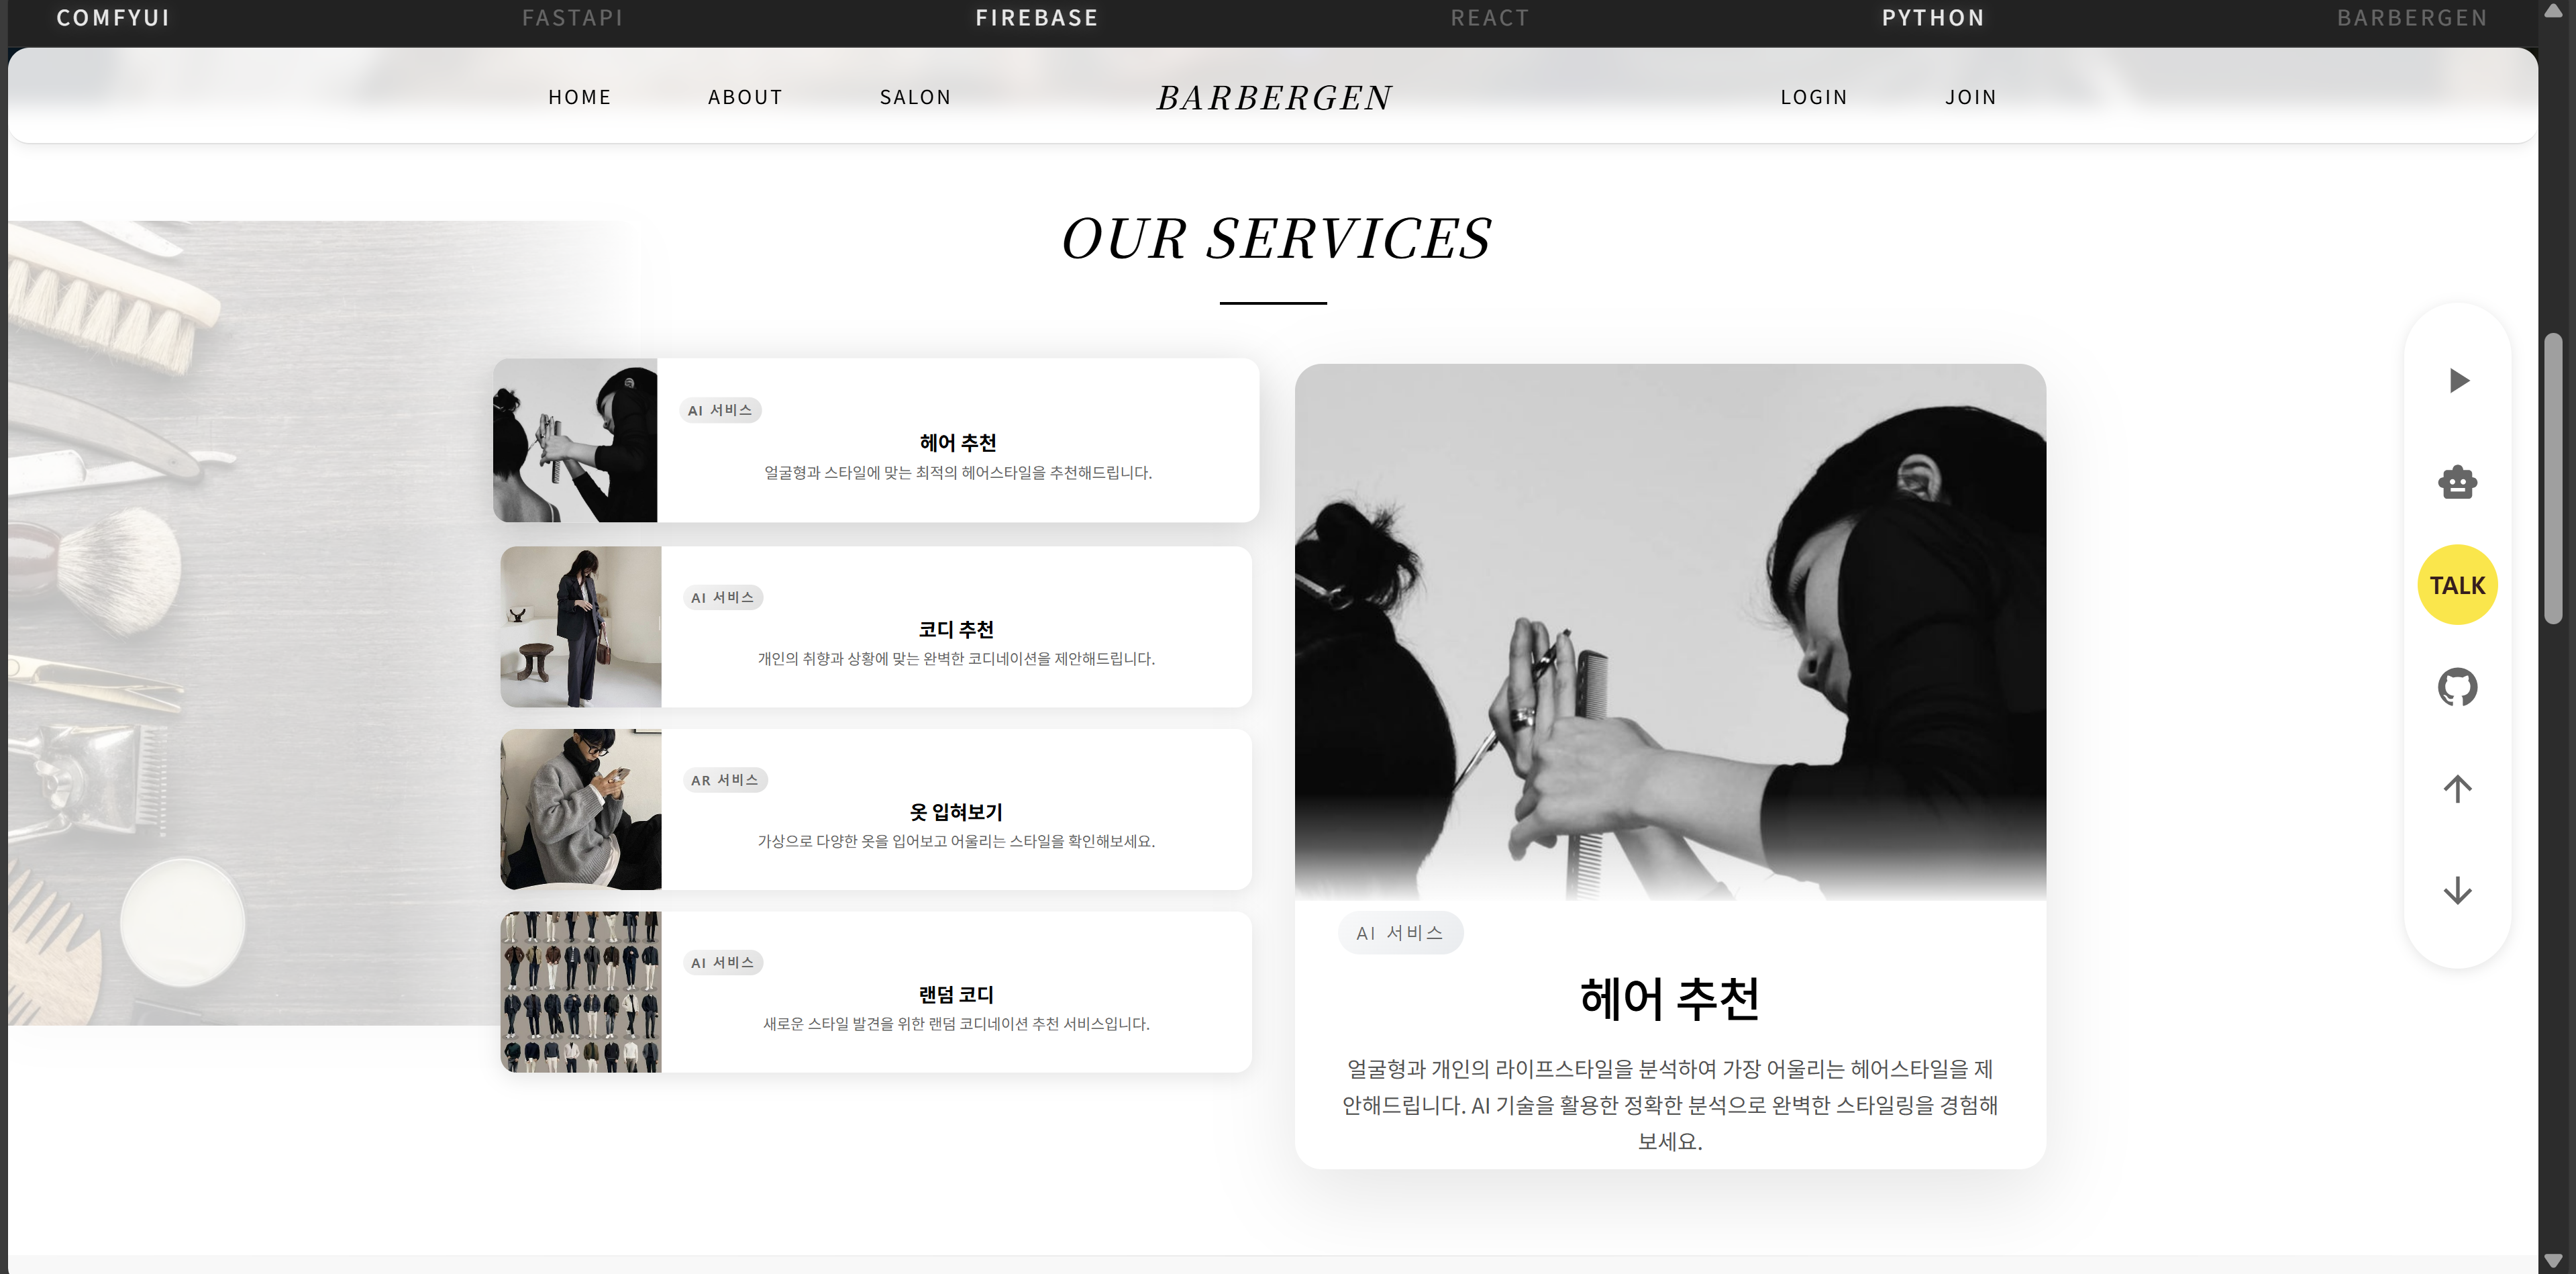 COMFYUI
FASTAPI
FIREBASE
REACT
PYTHON
BARBERGEN
HOME
ABOUT
SALON
BARBERGEN
LOGIN
JOIN
OUR SERVICES
AI 서비스
헤어 추천
얼굴형과 스타일에 맞는 최적의 헤어스타일을 추천해드립니다.
AI 서비스
코디 추천
개인의 취향과 상황에 맞는 완벽한 코디네이션을 제안해드립니다.
AR 서비스
옷 입혀보기
가상으로 다양한 옷을 입어보고 어울리는 스타일을 확인해보세요.
AI 서비스
랜덤 코디
새로운 스타일 발견을 위한 랜덤 코디네이션 추천 서비스입니다.
AI 서비스
헤어 추천
얼굴형과 개인의 라이프스타일을 분석하여 가장 어울리는 헤어스타일을 제
안해드립니다. AI 기술을 활용한 정확한 분석으로 완벽한 스타일링을 경험해
보세요.
TALK